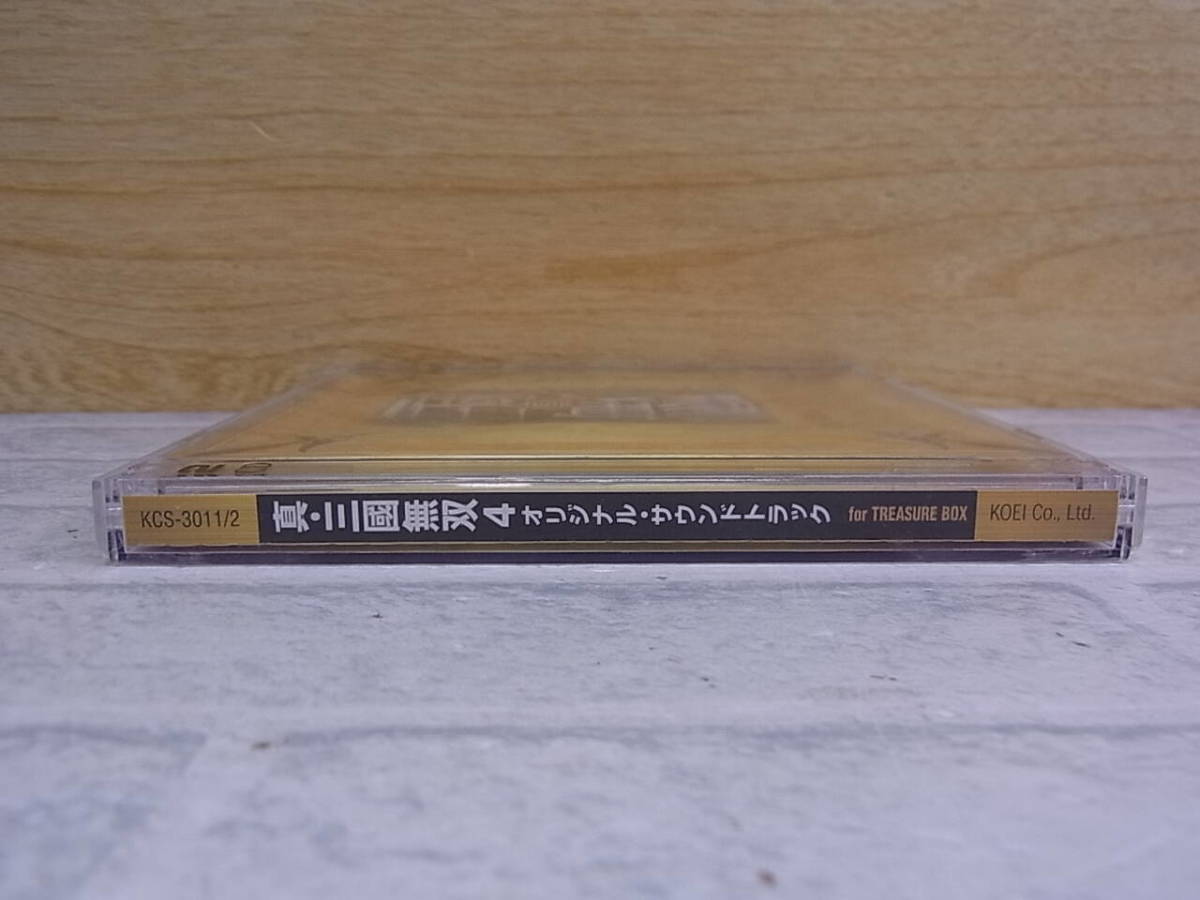 KCS-3011/2 真・三國無双4 オリジナル・サウンドトラック for TREASURE BOX KOEI Co., Ltd.